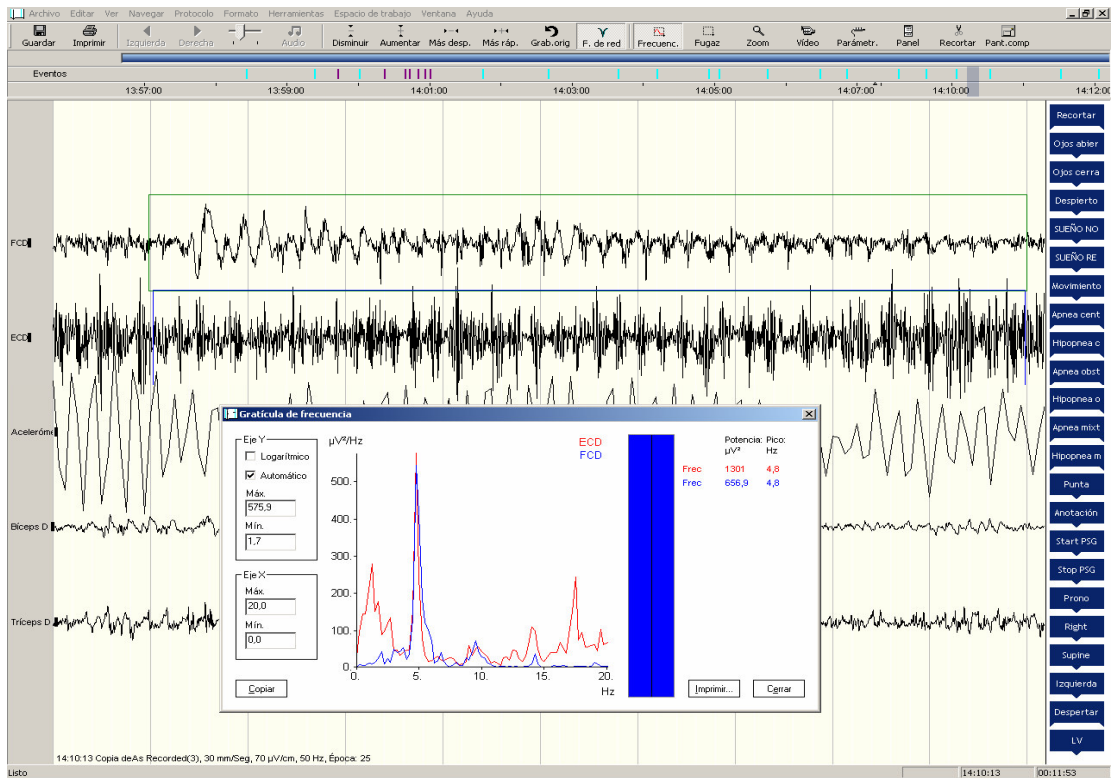 Archivo Editar Ver Navegar Protocolo Formato Herramientas Espacio de trabajo Ventana Ayuda
Guardar Imprimir Izquierda Derecha Audio Disminuir Aumentar Más desp. Más ráp. Grab.orig F. de red Frecuenc. Fugaz Zoom Vídeo Parámetr. Panel Recortar Pant.comp
Eventos
13:57:00 13:59:00 14:01:00 14:03:00 14:05:00 14:07:00 14:10:00 14:12:00
FCD
ECD
Aceleróme
Bíceps D
Tríceps D
Recortar
Ojos abier
Ojos cerra
Despierto
SUEÑO NO
SUEÑO RE
Movimiento
Apnea cent
Hipopnea c
Apnea obst
Hipopnea o
Apnea mixt
Hipopnea m
Punta
Anotación
Start PSG
Stop PSG
Prono
Right
Supine
Izquierda
Despertar
LV
Gratícula de frecuencia
Eje Y
Logarítmico
Automático
Máx.
575,9
Mín.
1,7
Eje X
Máx.
20,0
Mín.
0,0
Copiar
µV²/Hz
500.
400.
300.
200.
100.
0.
0. 5. 10. 15. 20.
Hz
ECD
FCD
Potencia: Pico:
µV² Hz
Frec 1301 4,8
Frec 656,9 4,8
Imprimir... Cerrar
14:10:13 Copia deAs Recorded(3), 30 mm/Seg, 70 µV/cm, 50 Hz, Época: 25
Listo 14:10:13 00:11:53